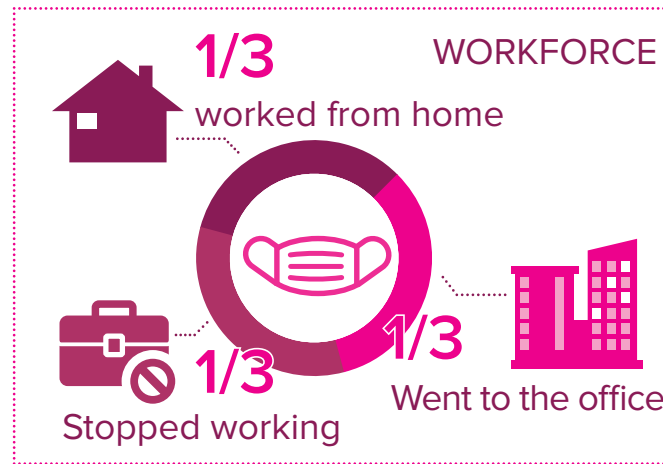 WORKFORCE
1/3
worked from home
1/3
Went to the office
1/3
Stopped working